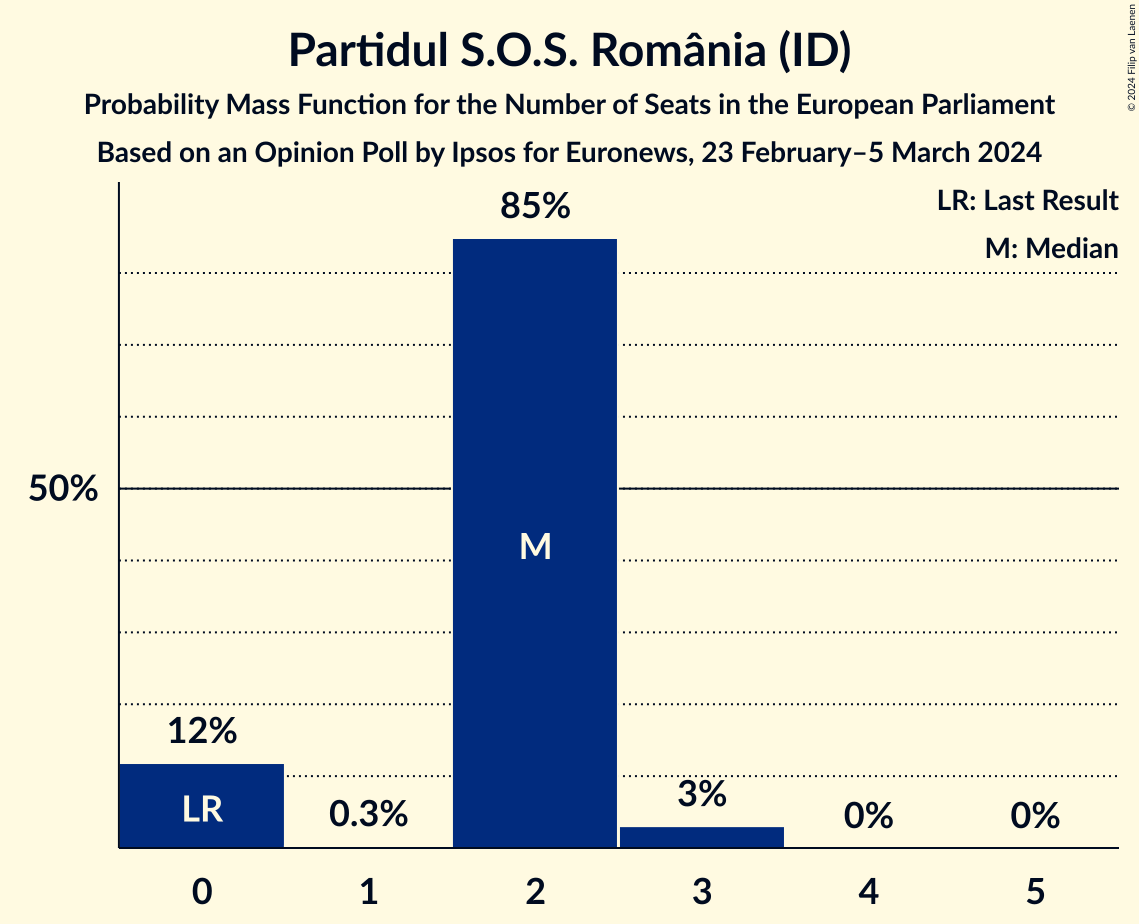 Partidul S.O.S. România (ID)
Probability Mass Function for the Number of Seats in the European Parliament
Based on an Opinion Poll by Ipsos for Euronews, 23 February–5 March 2024
© 2024 Filip van Laenen
LR: Last Result
M: Median
85%
50%
M
12%
LR
0.3%
3%
0%
0%
0
1
2
3
4
5